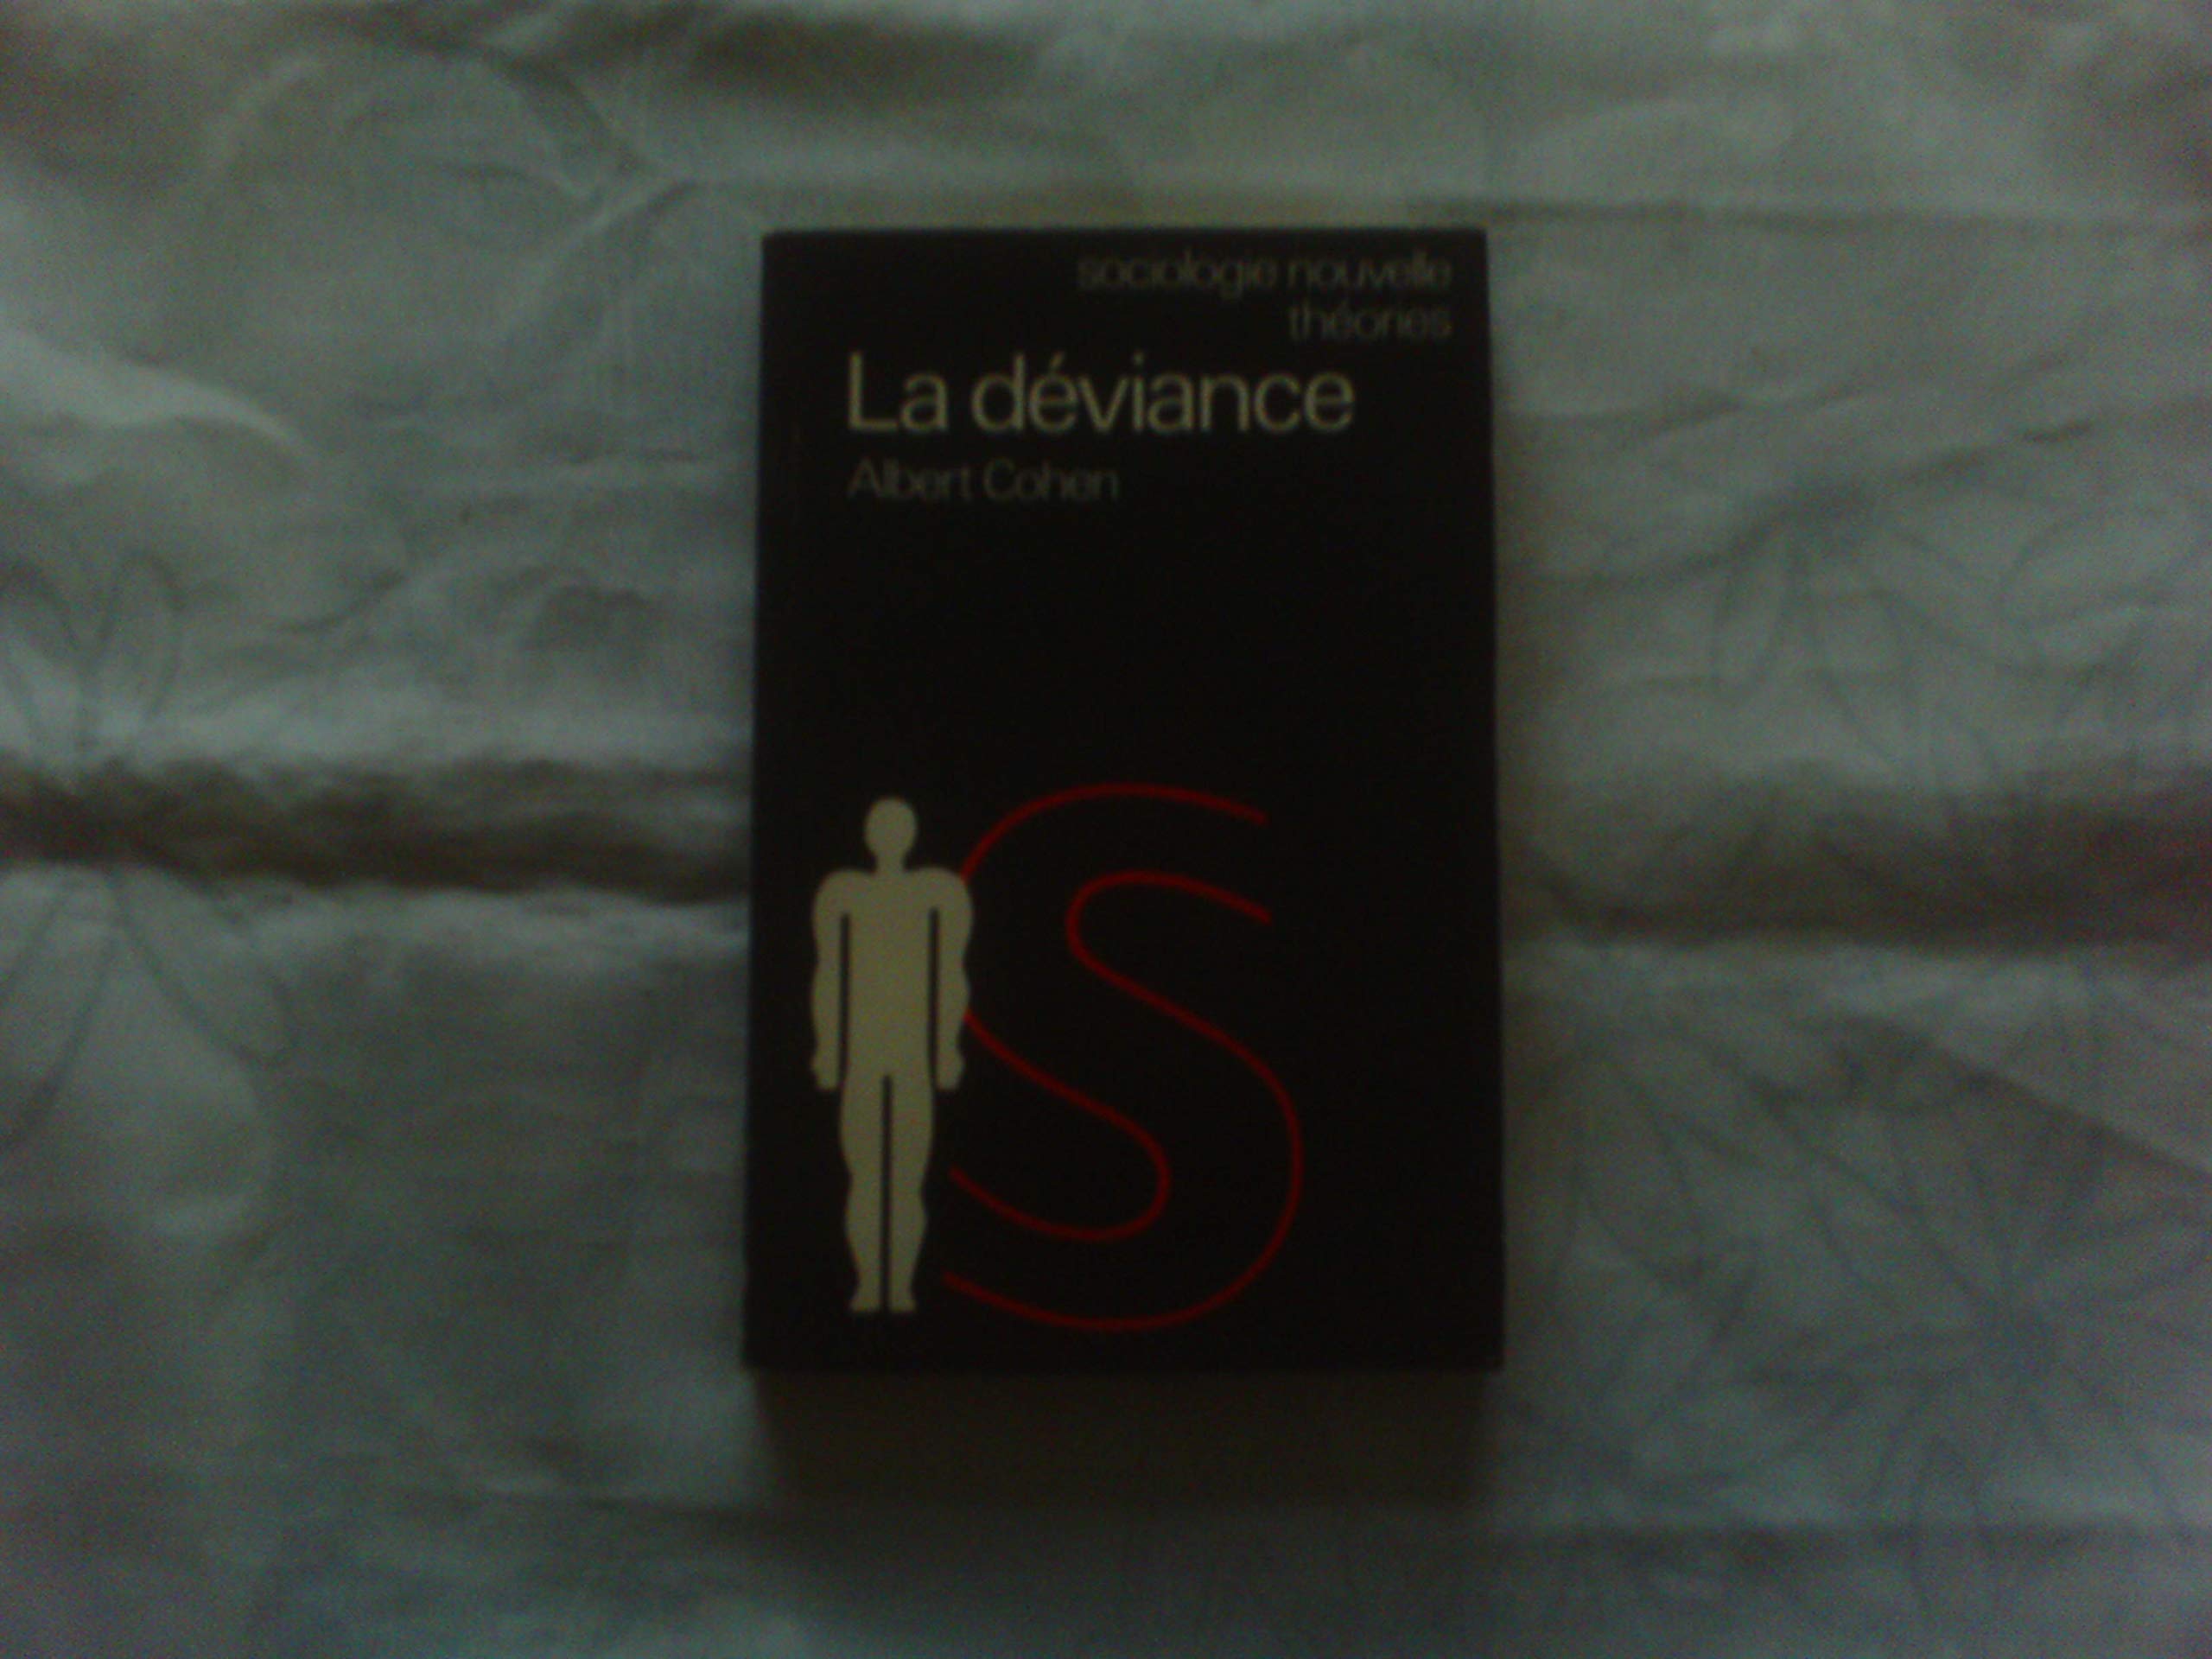 sociologie nouvelle
théories
La déviance
Albert Cohen
S